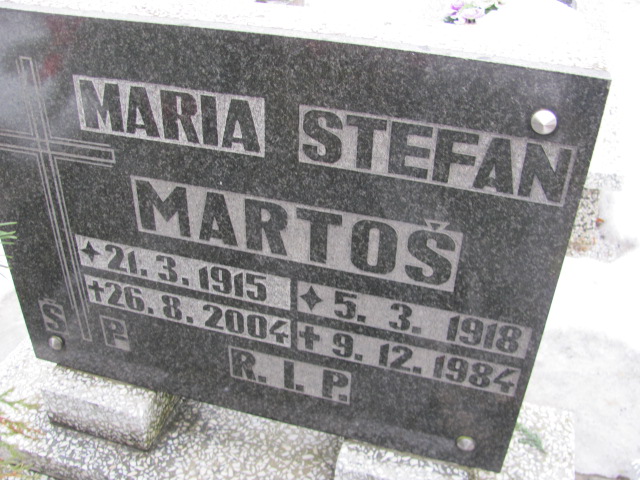 MARIA STEFAN
MARTOŠ
✦21.3.1915 ✦5.3.1918
+26.8.2004 +9.12.1984
Š P
R.I.P.